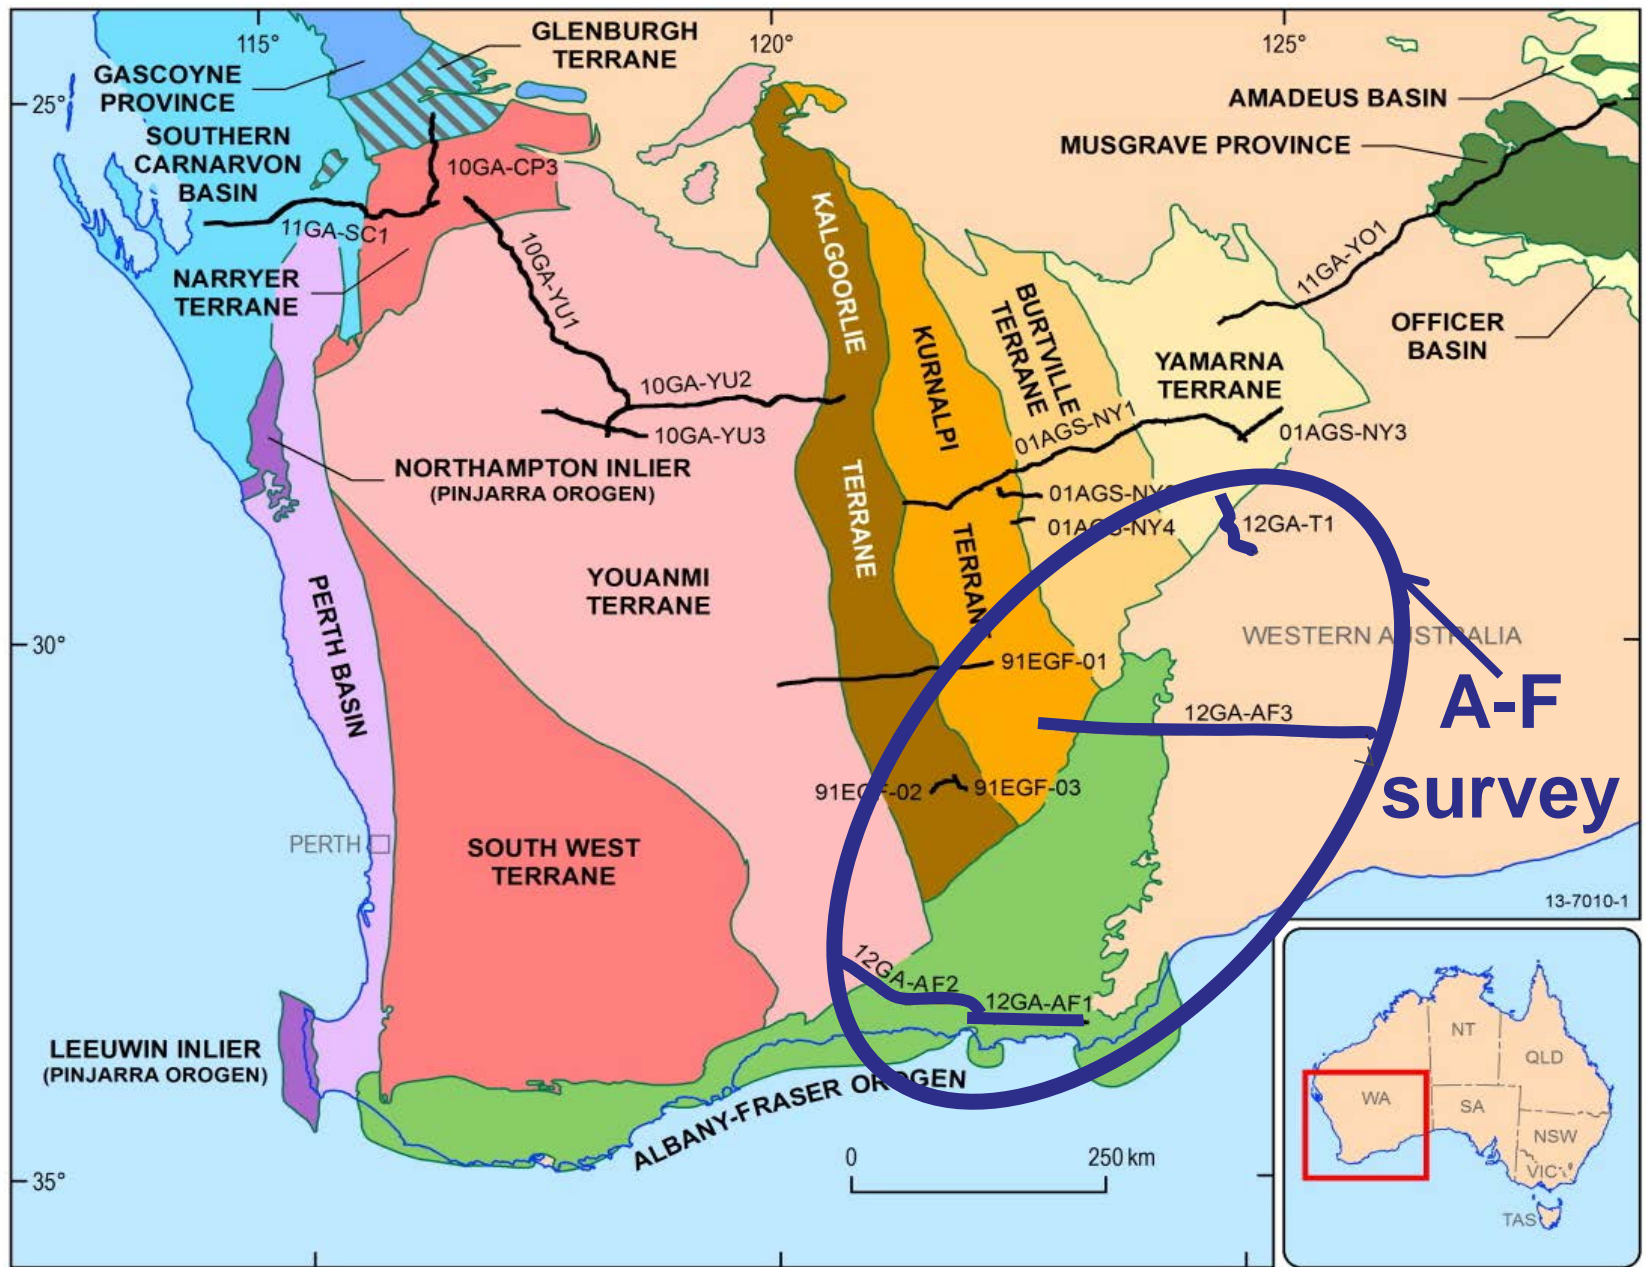 115°
120°
125°
25°
30°
35°
GLENBURGH
TERRANE
GASCOYNE
PROVINCE
SOUTHERN
CARNARVON
BASIN
AMADEUS BASIN
MUSGRAVE PROVINCE
10GA-CP3
11GA-SC1
NARRYER
TERRANE
10GA-YU1
KALGOORLIE
TERRANE
KURNALPI
TERRANE
BURTVILLE
TERRANE
11GA-YO1
OFFICER
BASIN
YAMARNA
TERRANE
10GA-YU2
10GA-YU3
01AGS-NY1
01AGS-NY3
NORTHAMPTON INLIER
(PINJARRA OROGEN)
01AGS-NY4
12GA-T1
PERTH BASIN
YOUANMI
TERRANE
WESTERN AUSTRALIA
91EGF-01
12GA-AF3
A-F
survey
91EGF-02
91EGF-03
PERTH
SOUTH WEST
TERRANE
13-7010-1
12GA-AF2
12GA-AF1
LEEUWIN INLIER
(PINJARRA OROGEN)
ALBANY-FRASER OROGEN
0
250 km
NT
QLD
WA
SA
NSW
VIC
TAS